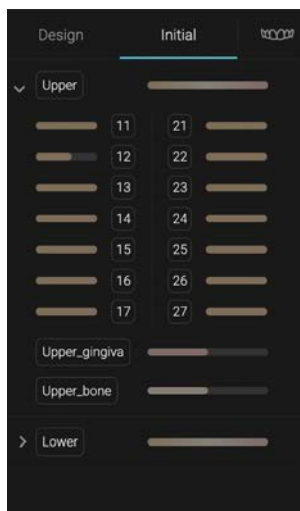 Design Initial
Upper
11 21
12 22
13 23
14 24
15 25
16 26
17 27
Upper_gingiva
Upper_bone
Lower